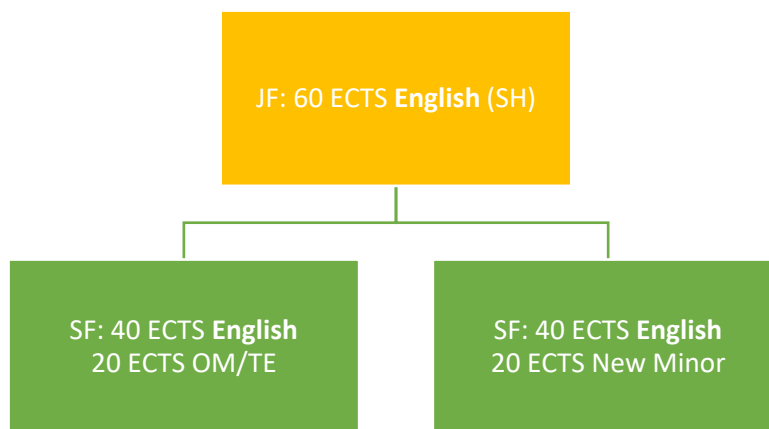 JF: 60 ECTS English (SH)
SF: 40 ECTS English
20 ECTS OM/TE
SF: 40 ECTS English
20 ECTS New Minor